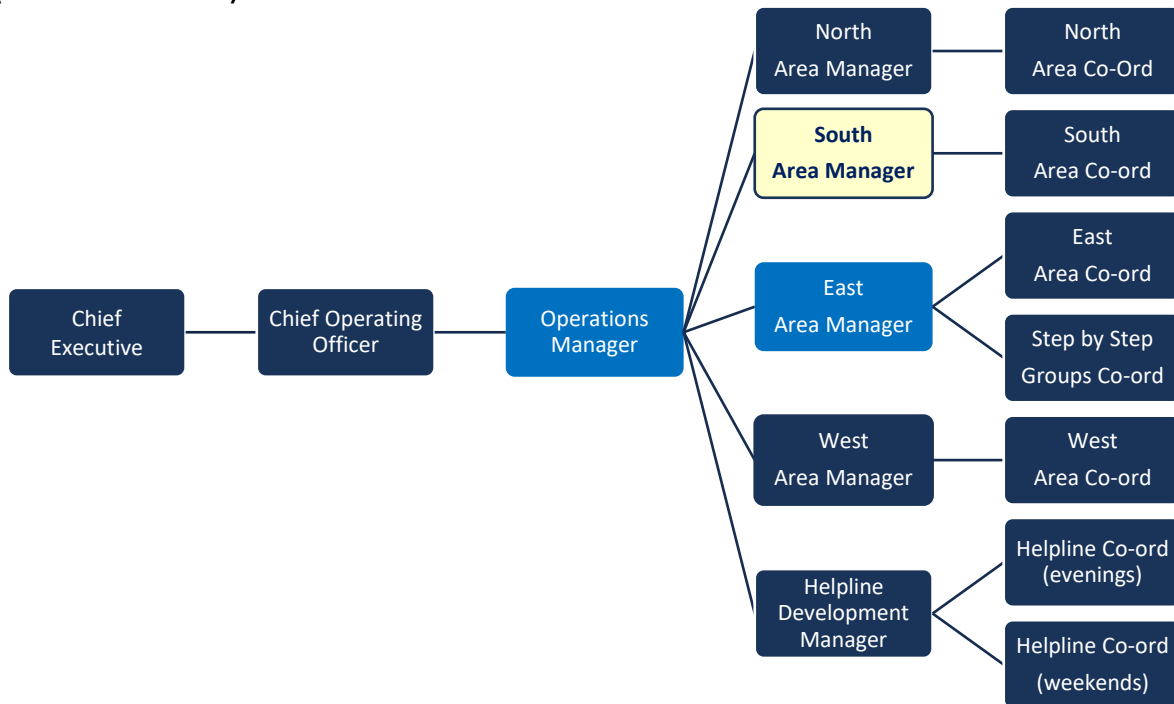 North
Area Manager
North
Area Co-Ord
South
Area Manager
South
Area Co-ord
East
Area Co-ord
Chief
Executive
Chief Operating
Officer
Operations
Manager
East
Area Manager
Step by Step
Groups Co-ord
West
Area Manager
West
Area Co-ord
Helpline
Development
Manager
Helpline Co-ord
(evenings)
Helpline Co-ord
(weekends)